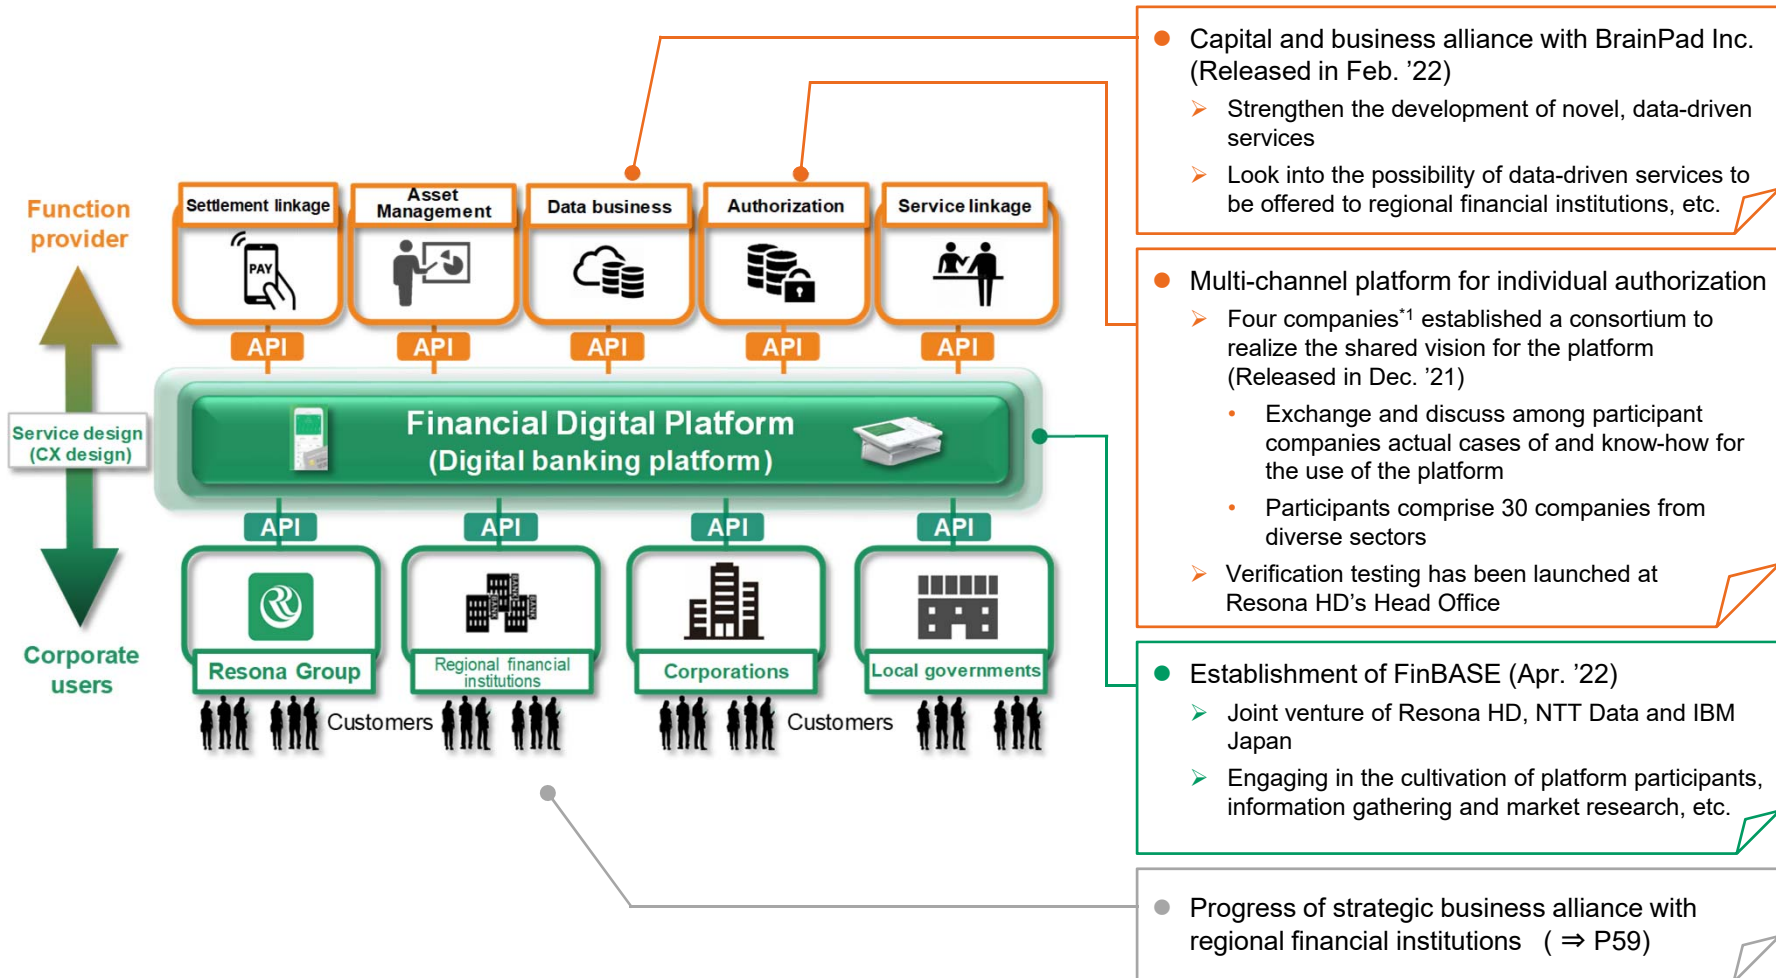 Function
provider
Service design
(CX design)
Corporate
users
Settlement linkage
Asset
Management
Data business
Authorization
Service linkage
PAY
API
API
API
API
API
Financial Digital Platform
(Digital banking platform)
API
API
API
API
BANK
BANK
BANK
Resona Group
Regional financial
institutions
Corporations
Local governments
Customers
Customers
● Capital and business alliance with BrainPad Inc.
(Released in Feb. ’22)
➢ Strengthen the development of novel, data-driven
services
➢ Look into the possibility of data-driven services to
be offered to regional financial institutions, etc.
● Multi-channel platform for individual authorization
➢ Four companies*1 established a consortium to
realize the shared vision for the platform
(Released in Dec. ’21)
• Exchange and discuss among participant
companies actual cases of and know-how for
the use of the platform
• Participants comprise 30 companies from
diverse sectors
➢ Verification testing has been launched at
Resona HD’s Head Office
● Establishment of FinBASE (Apr. ’22)
➢ Joint venture of Resona HD, NTT Data and IBM
Japan
➢ Engaging in the cultivation of platform participants,
information gathering and market research, etc.
● Progress of strategic business alliance with
regional financial institutions ( ⇒ P59)